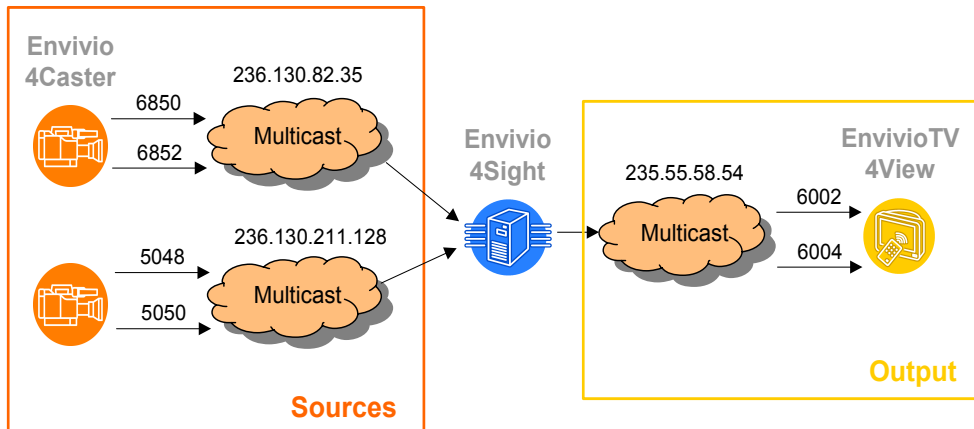 Envivio
4Caster
236.130.82.35
6850
Multicast
6852
236.130.211.128
5048
Multicast
5050
Sources
Envivio
4Sight
EnvivioTV
4View
235.55.58.54
6002
Multicast
6004
Output